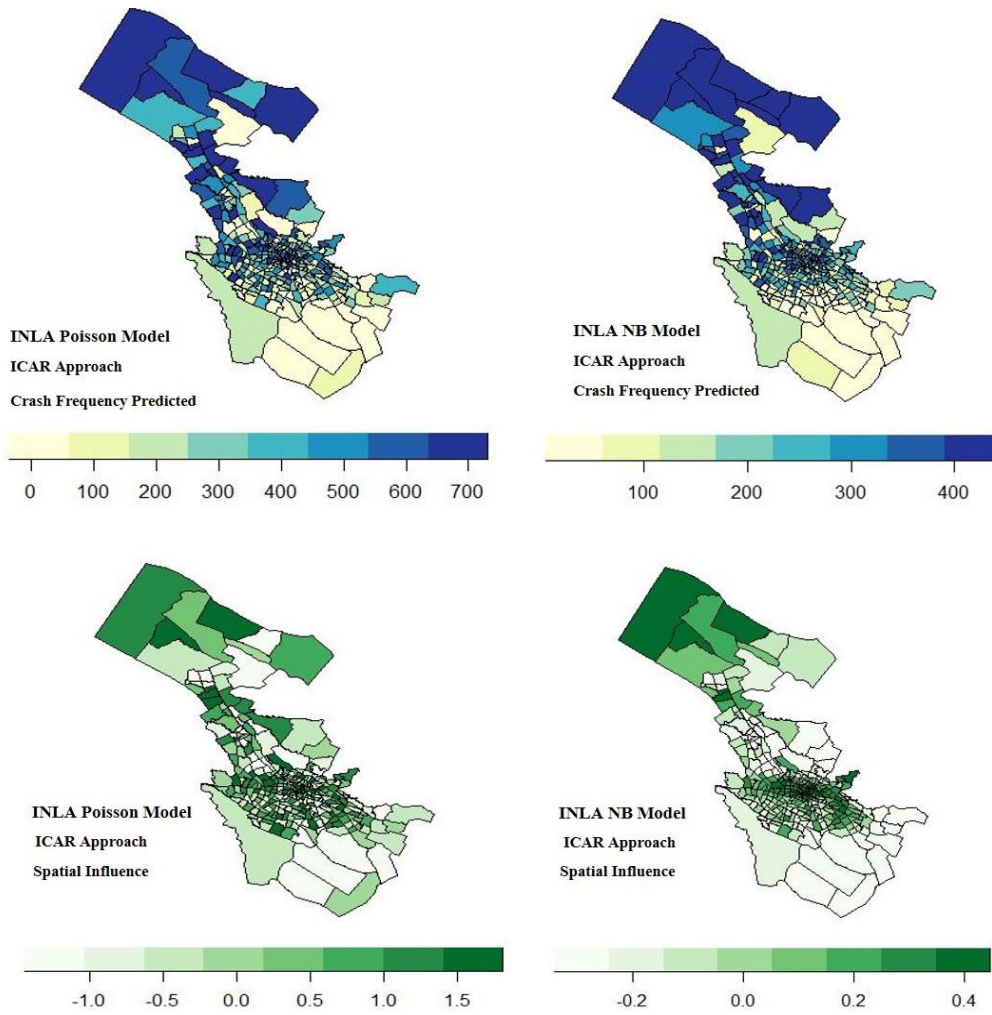 INLA Poisson Model
ICAR Approach
Crash Frequency Predicted
0 100 200 300 400 500 600 700
INLA NB Model
ICAR Approach
Crash Frequency Predicted
100 200 300 400
INLA Poisson Model
ICAR Approach
Spatial Influence
-1.0 -0.5 0.0 0.5 1.0 1.5
INLA NB Model
ICAR Approach
Spatial Influence
-0.2 0.0 0.2 0.4